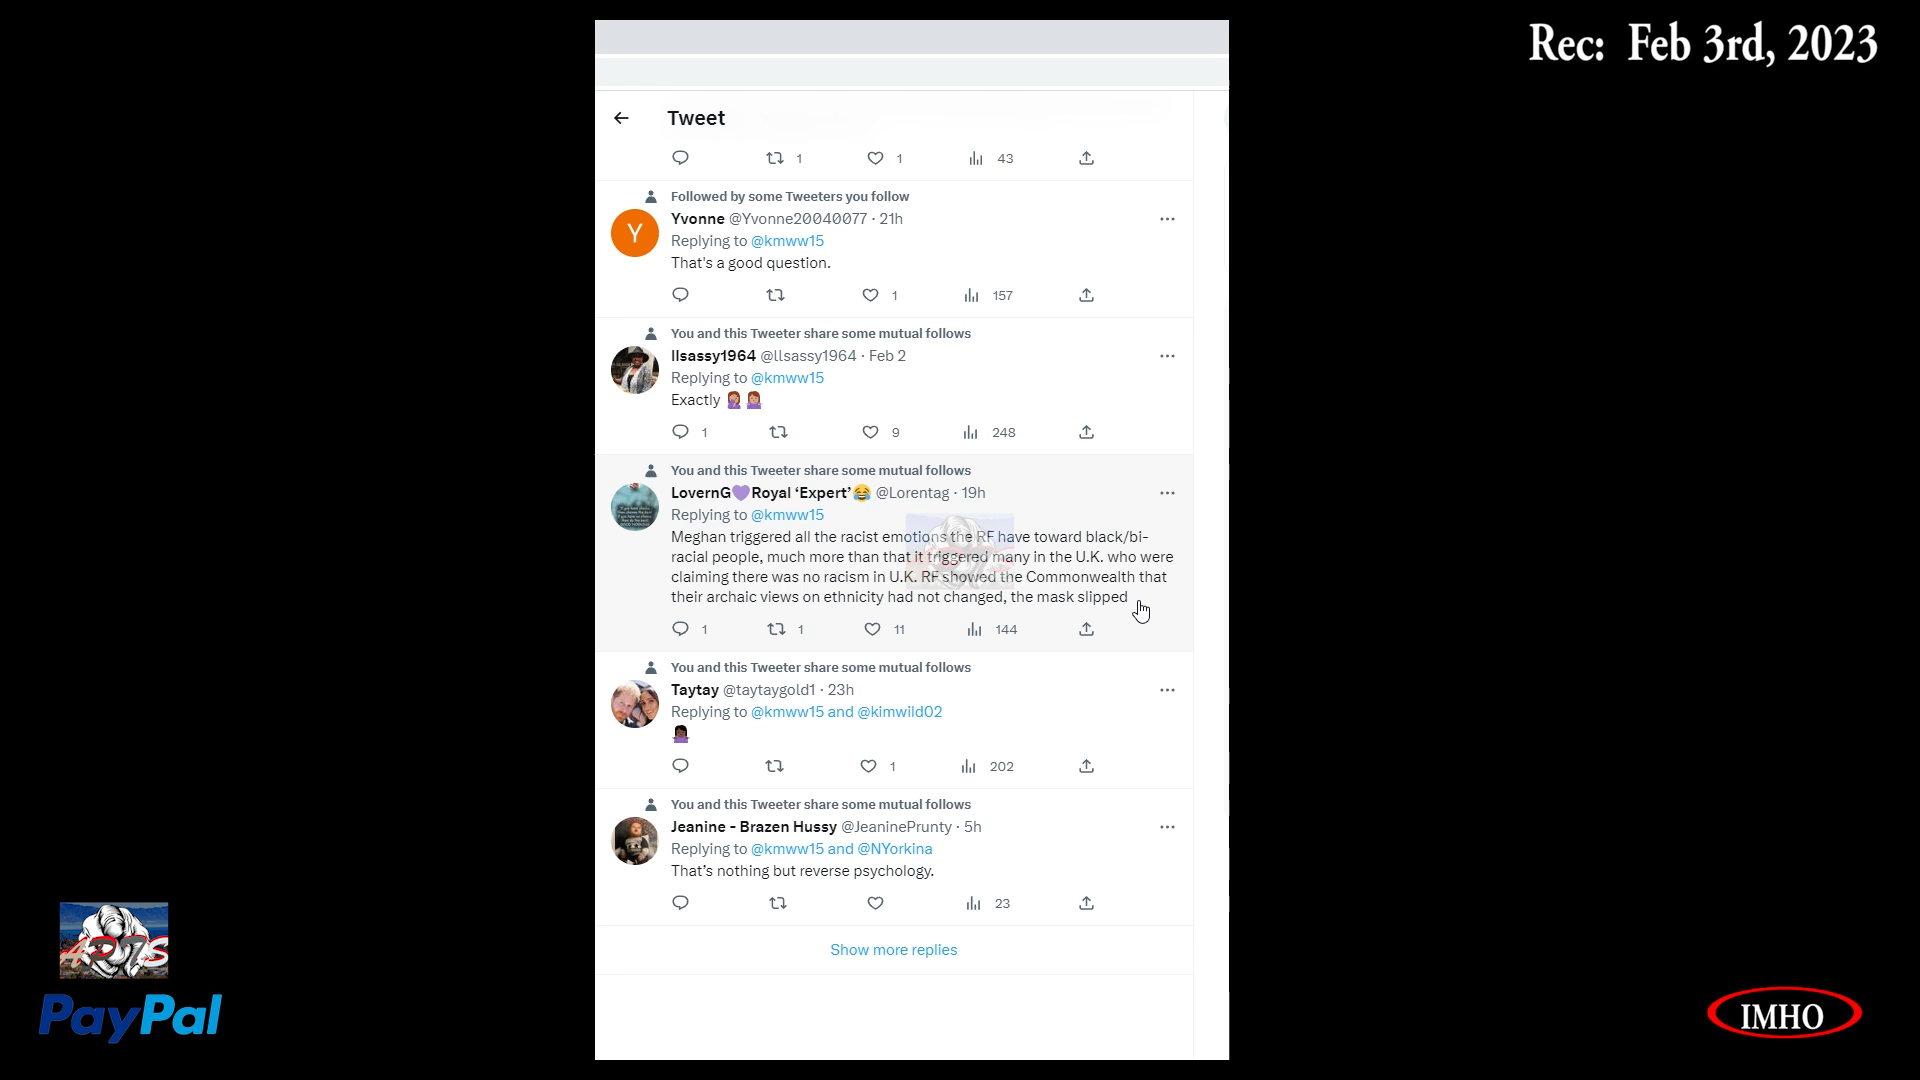 Rec: Feb 3rd, 2023
Tweet
1 1 43
Followed by some Tweeters you follow
Y
Yvonne @Yvonne20040077 · 21h
Replying to @kmww15
That's a good question.
1 157
You and this Tweeter share some mutual follows
llsassy1964 @llsassy1964 · Feb 2
Replying to @kmww15
Exactly 🤦🏽‍♀️🤷🏽‍♀️
1 9 248
You and this Tweeter share some mutual follows
LovernG💜Royal ‘Expert’😂 @Lorentag · 19h
Replying to @kmww15
Meghan triggered all the racist emotions the RF have toward black/bi-
racial people, much more than that it triggered many in the U.K. who were
claiming there was no racism in U.K. RF showed the Commonwealth that
their archaic views on ethnicity had not changed, the mask slipped
1 1 11 144
You and this Tweeter share some mutual follows
Taytay @taytaygold1 · 23h
Replying to @kmww15 and @kimwild02
🤷🏿‍♀️
1 202
You and this Tweeter share some mutual follows
Jeanine - Brazen Hussy @JeaninePrunty · 5h
Replying to @kmww15 and @NYorkina
That’s nothing but reverse psychology.
23
Show more replies
PayPal
IMHO